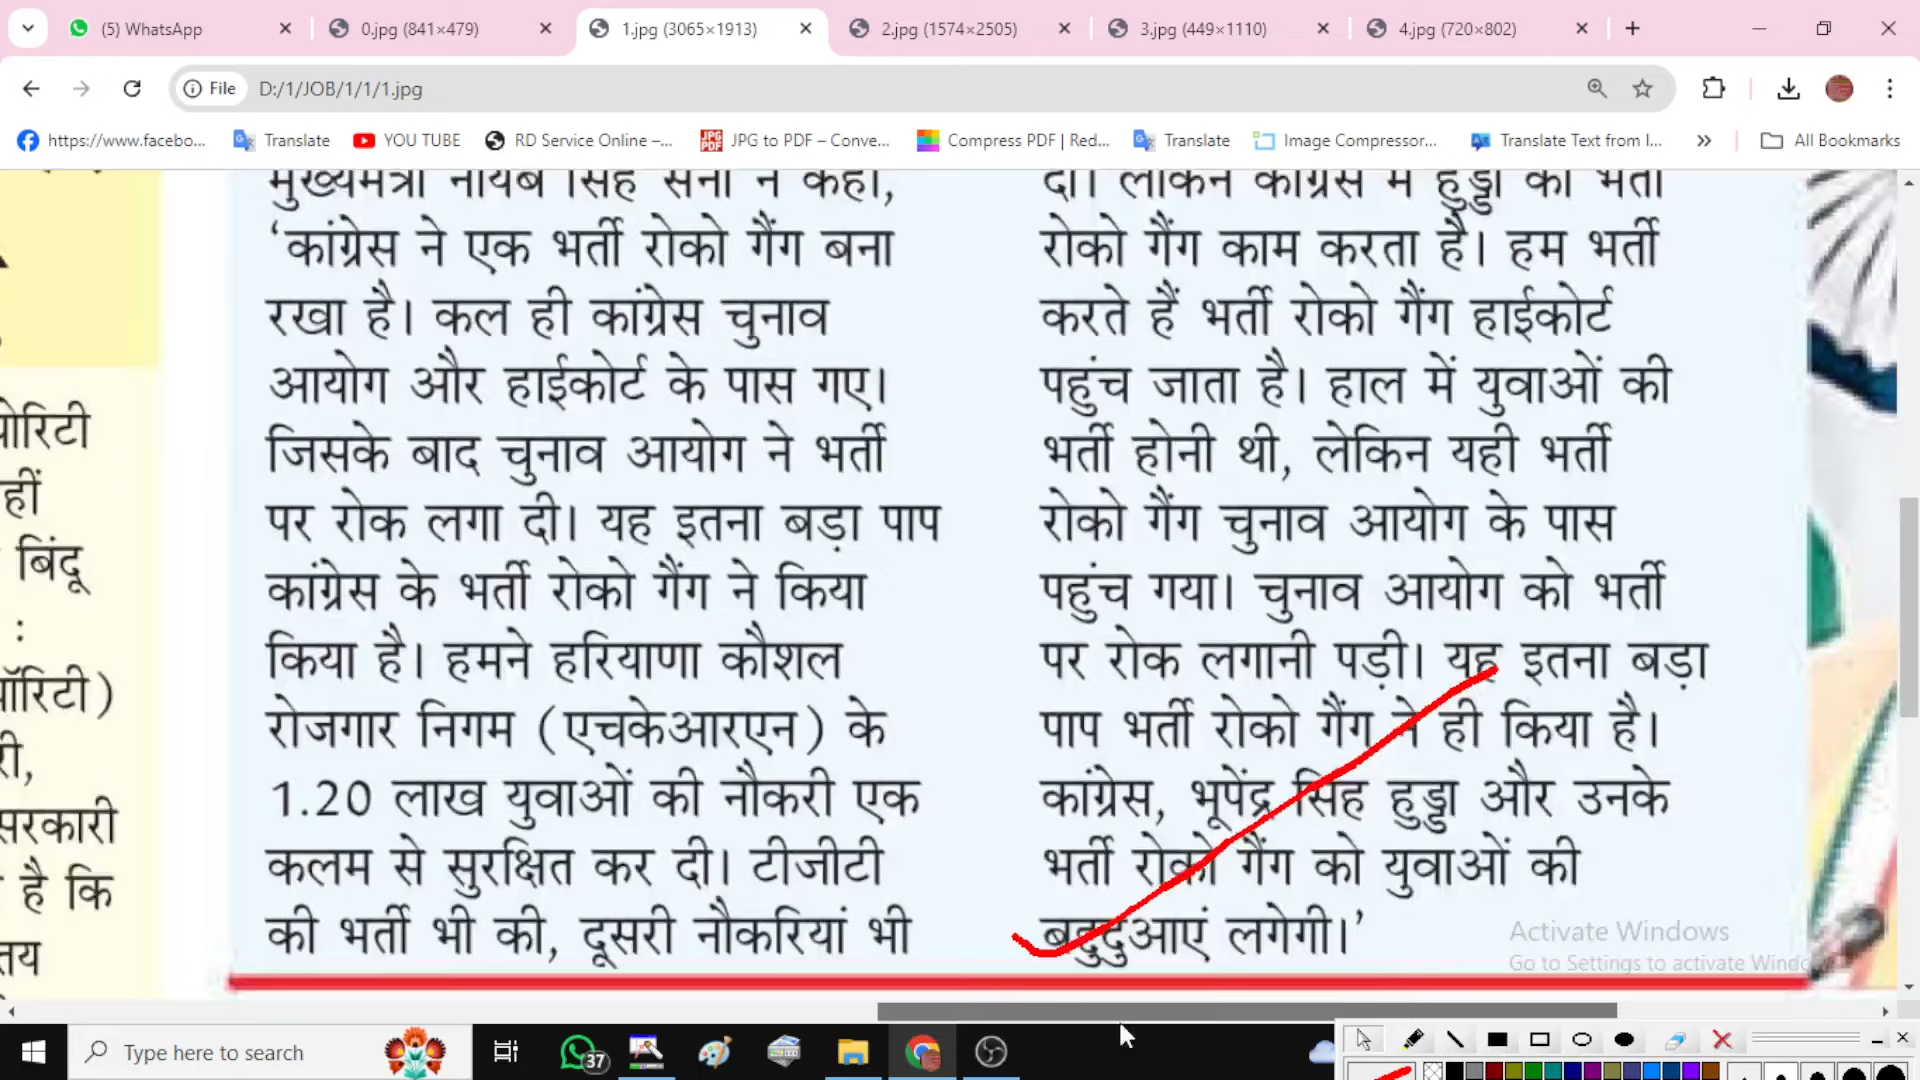 (5) WhatsApp
0.jpg (841×479)
1.jpg (3065×1913)
2.jpg (1574×2505)
3.jpg (449×1110)
4.jpg (720×802)
File
D:/1/JOB/1/1/1.jpg
https://www.facebo...
Translate
YOU TUBE
RD Service Online –...
JPG to PDF – Conve...
Compress PDF | Red...
Translate
Image Compressor...
Translate Text from I...
All Bookmarks
हीं
बिंदू
:
सरकारी
है कि
मुख्यमंत्री नायब सिंह सैनी ने कहा,
‘कांग्रेस ने एक भर्ती रोको गैंग बना
रखा है। कल ही कांग्रेस चुनाव
आयोग और हाईकोर्ट के पास गए।
जिसके बाद चुनाव आयोग ने भर्ती
पर रोक लगा दी। यह इतना बड़ा पाप
कांग्रेस के भर्ती रोको गैंग ने किया
किया है। हमने हरियाणा कौशल
रोजगार निगम (एचकेआरएन) के
1.20 लाख युवाओं की नौकरी एक
कलम से सुरक्षित कर दी। टीजीटी
की भर्ती भी की, दूसरी नौकरियां भी
दी। लेकिन कांग्रेस में हुड्डा का भर्ती
रोको गैंग काम करता है। हम भर्ती
करते हैं भर्ती रोको गैंग हाईकोर्ट
पहुंच जाता है। हाल में युवाओं की
भर्ती होनी थी, लेकिन यही भर्ती
रोको गैंग चुनाव आयोग के पास
पहुंच गया। चुनाव आयोग को भर्ती
पर रोक लगानी पड़ी। यह इतना बड़ा
पाप भर्ती रोको गैंग ने ही किया है।
कांग्रेस, भूपेंद्र सिंह हुड्डा और उनके
भर्ती रोको गैंग को युवाओं की
बद्दुआएं लगेगी।’
Activate Windows
Go to Settings to activate Windo
Type here to search
37